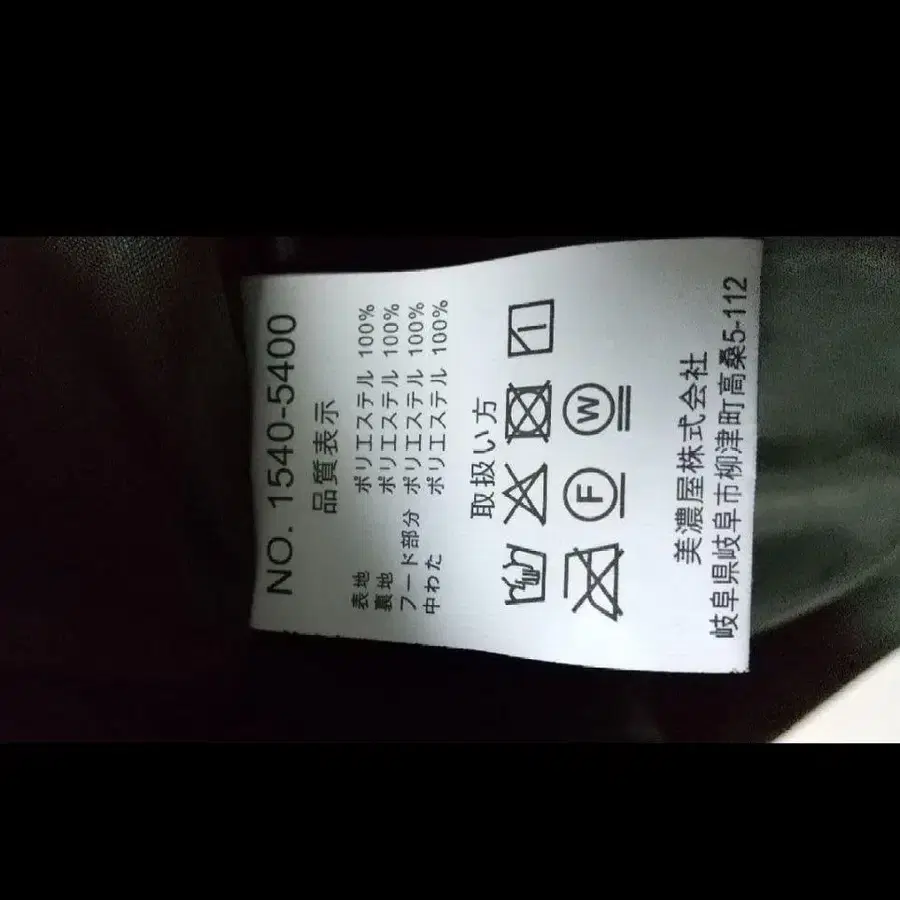 NO. 1540-5400
品質表示
表地 ポリエステル 100%
裏地 ポリエステル 100%
フード部分 ポリエステル 100%
中わた ポリエステル 100%
取扱い方
F W
美濃屋株式会社
岐阜県岐阜市柳津町高桑5-112